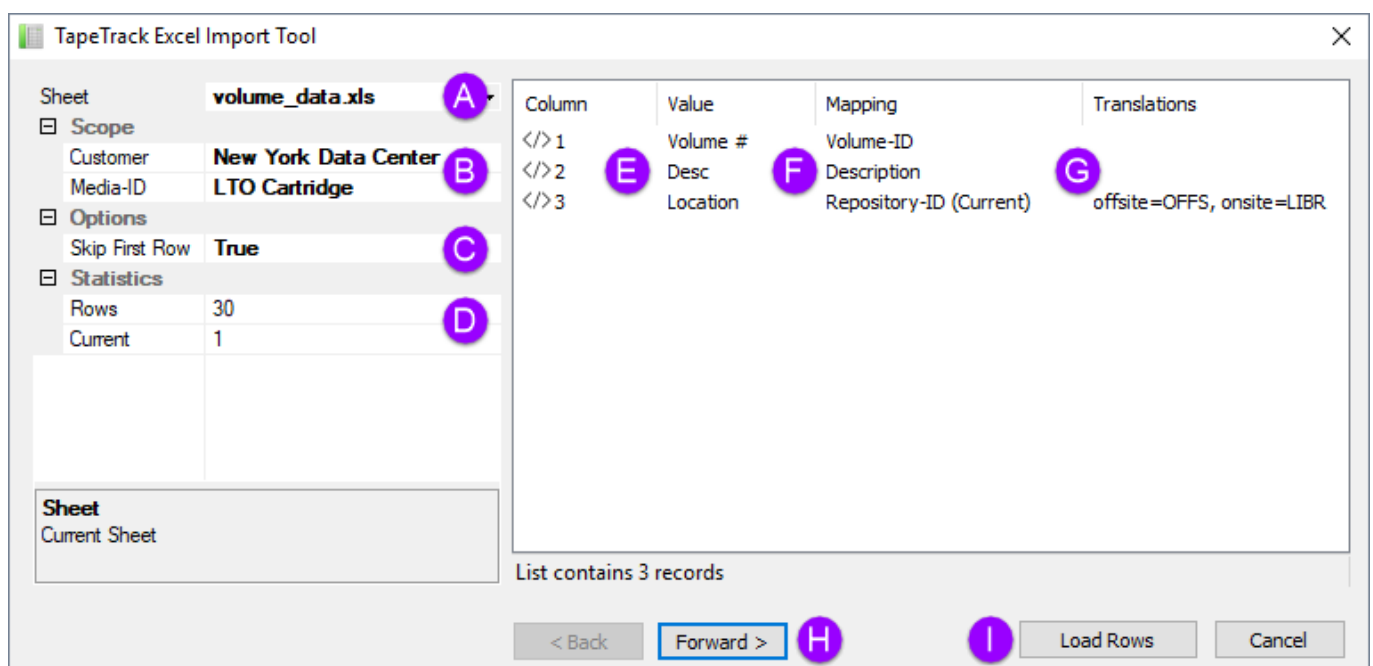 TapeTrack Excel Import Tool
Sheet volume_data.xls A
Scope
Customer New York Data Center
B
Media-ID LTO Cartridge
Options
Skip First Row True C
Statistics
Rows 30
D
Current 1
Sheet
Current Sheet
Column Value Mapping Translations
</> 1 Volume # Volume-ID
</> 2 E Desc F Description G
</> 3 Location Repository-ID (Current) offsite=OFFS, onsite=LIBR
List contains 3 records
< Back Forward > H I Load Rows Cancel